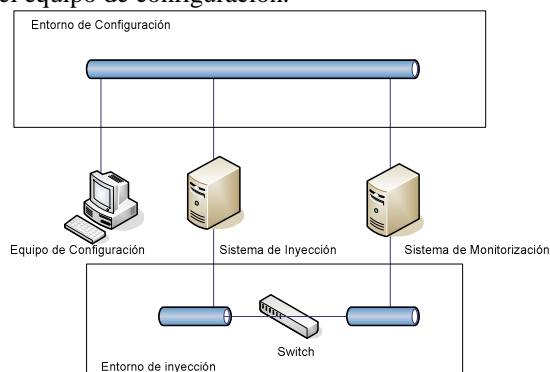 el equipo de configuración.
Entorno de Configuración
Equipo de Configuración
Sistema de Inyección
Sistema de Monitorización
Switch
Entorno de inyección